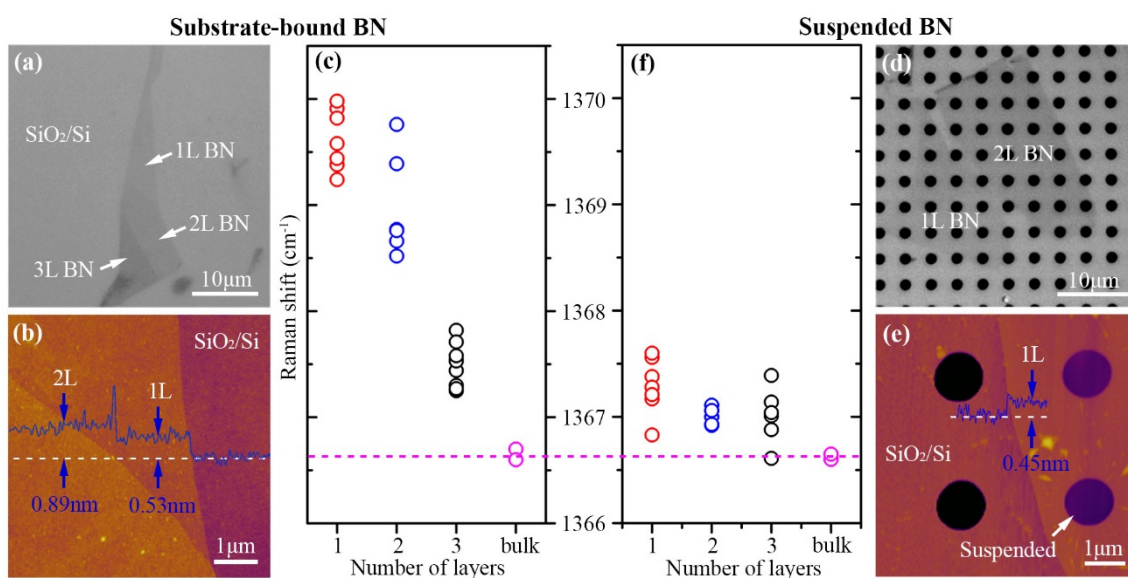 Substrate-bound BN
Suspended BN
(a)
SiO₂/Si
1L BN
2L BN
3L BN
10μm
(b)
SiO₂/Si
2L
1L
0.89nm
0.53nm
1μm
(c)
Raman shift (cm⁻¹)
1
2
3
bulk
Number of layers
1370
1369
1368
1367
1366
(f)
1
2
3
bulk
Number of layers
(d)
2L BN
1L BN
10μm
(e)
1L
SiO₂/Si
0.45nm
Suspended
1μm